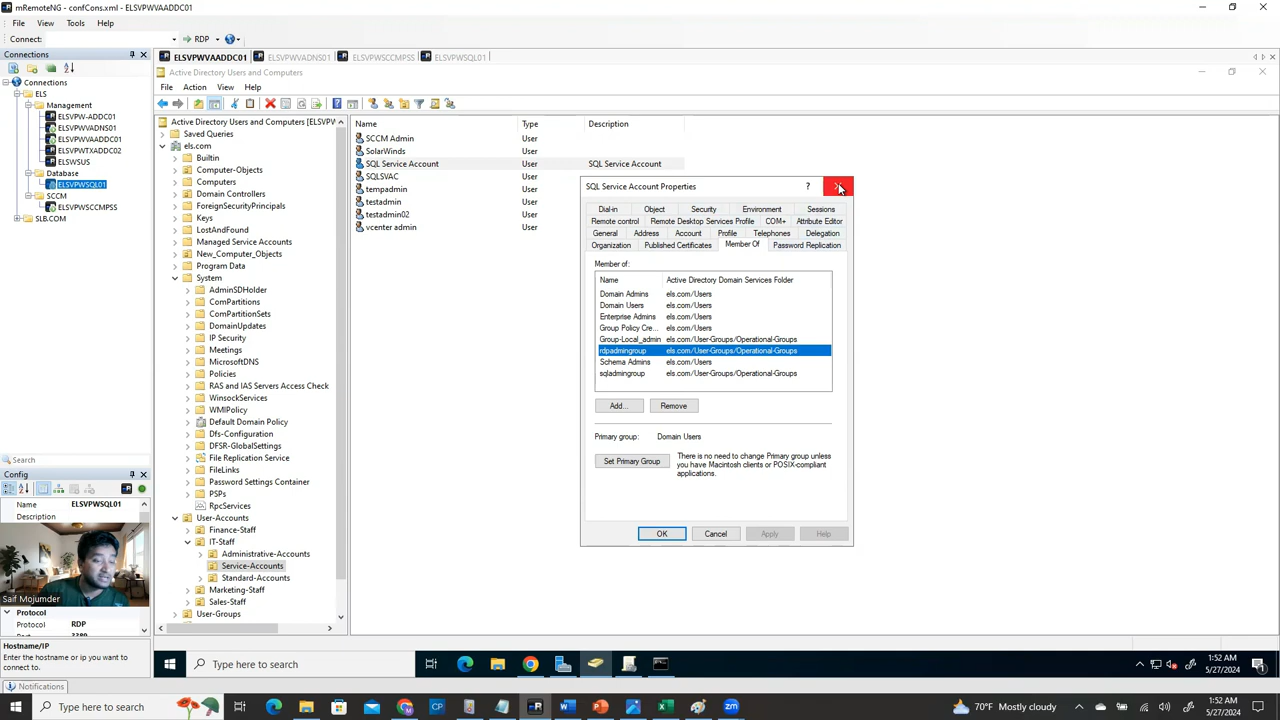 mRemoteNG - confCons.xml - ELSVPWVAADDC01
File View Tools Help
Connect: RDP
Connections
Connections
ELS
Management
ELSVPW-ADDC01
ELSVPWVADNS01
ELSVPWVAADDC01
ELSVPWTXADDC02
ELSWSUS
Database
ELSVPWSQL01
SCCM
ELSVPWSCCMPSS
SLB.COM
Search
Config
Name ELSVPWSQL01
Description
Saif Mojumder
Protocol
Protocol RDP
Port 3389
Hostname/IP
Enter the hostname or ip you want to
connect to.
Notifications
ELSVPWVAADDC01 ELSVPWVADNS01 ELSVPWSCCMPSS ELSVPWSQL01
Active Directory Users and Computers
File Action View Help
Active Directory Users and Computers [ELSVPW
Saved Queries
els.com
Builtin
Computer-Objects
Computers
Domain Controllers
ForeignSecurityPrincipals
Keys
LostAndFound
Managed Service Accounts
New_Computer_Objects
Program Data
System
AdminSDHolder
ComPartitions
ComPartitionSets
DomainUpdates
IP Security
Meetings
MicrosoftDNS
Policies
RAS and IAS Servers Access Check
WinsockServices
WMIPolicy
Default Domain Policy
Dfs-Configuration
DFSR-GlobalSettings
File Replication Service
FileLinks
Password Settings Container
PSPs
RpcServices
User-Accounts
Finance-Staff
IT-Staff
Administrative-Accounts
Service-Accounts
Standard-Accounts
Marketing-Staff
Sales-Staff
User-Groups
Name Type Description
SCCM Admin User
SolarWinds User
SQL Service Account User SQL Service Account
SQLSVAC User
tempadmin User
testadmin User
testadmin02 User
vcenter admin User
SQL Service Account Properties ?
Dial-in Object Security Environment Sessions
Remote control Remote Desktop Services Profile COM+ Attribute Editor
General Address Account Profile Telephones Delegation
Organization Published Certificates Member Of Password Replication
Member of:
Name Active Directory Domain Services Folder
Domain Admins els.com/Users
Domain Users els.com/Users
Enterprise Admins els.com/Users
Group Policy Cre... els.com/Users
Group-Local_admin els.com/User-Groups/Operational-Groups
rdpadmingroup els.com/User-Groups/Operational-Groups
Schema Admins els.com/Users
sqladmingroup els.com/User-Groups/Operational-Groups
Add... Remove
Primary group: Domain Users
Set Primary Group
There is no need to change Primary group unless
you have Macintosh clients or POSIX-compliant
applications.
OK Cancel Apply Help
Type here to search
1:52 AM
5/27/2024
Type here to search
70°F Mostly cloudy
1:52 AM
5/27/2024